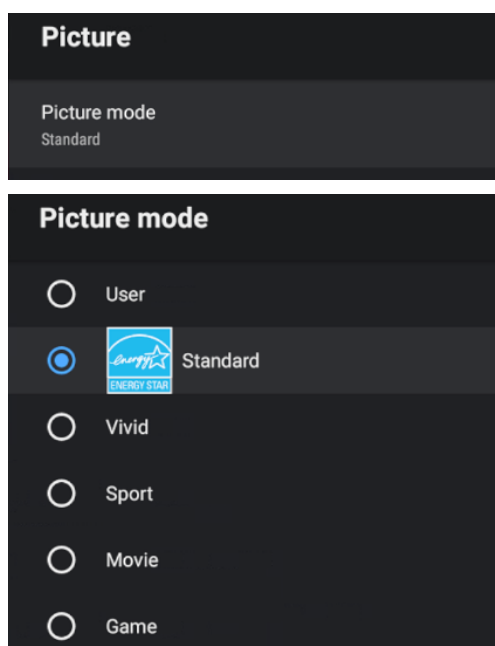 Picture
Picture mode
Standard
Picture mode
User
energy
ENERGY STAR
Standard
Vivid
Sport
Movie
Game